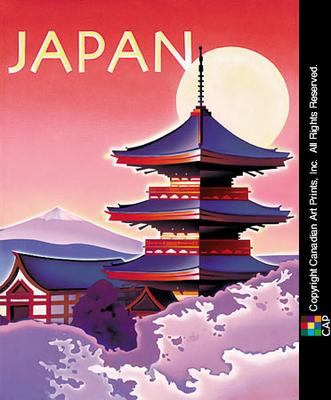 JAPAN
Copyright Canadian Art Prints, Inc. All Rights Reserved.
CAP